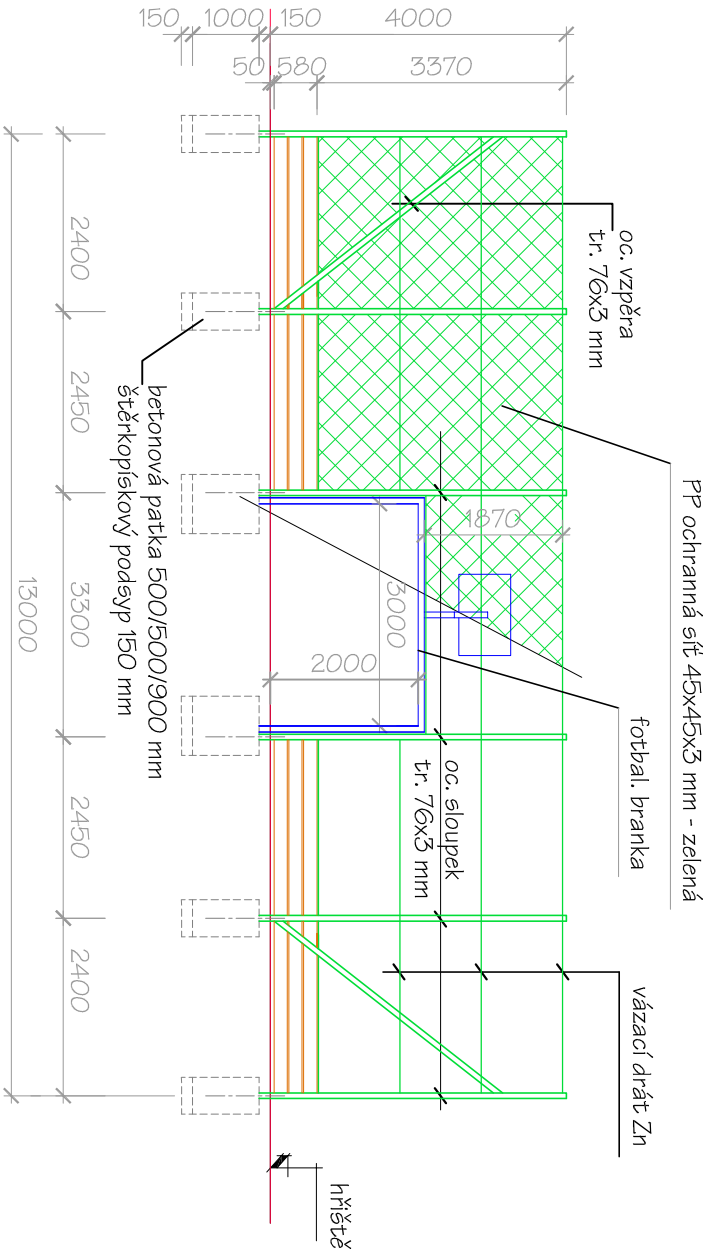 PP ochranná síť 45x45x3 mm - zelená
oc. vzpěra
tr. 76x3 mm
fotbal. branka
vázací drát Zn
oc. sloupek
tr. 76x3 mm
hřiště
4000
150
1000
150
3370
580
50
1870
3000
2000
betonová patka 500/500/900 mm
štěrkopískový podsyp 150 mm
2400
2450
3300
2450
2400
13000